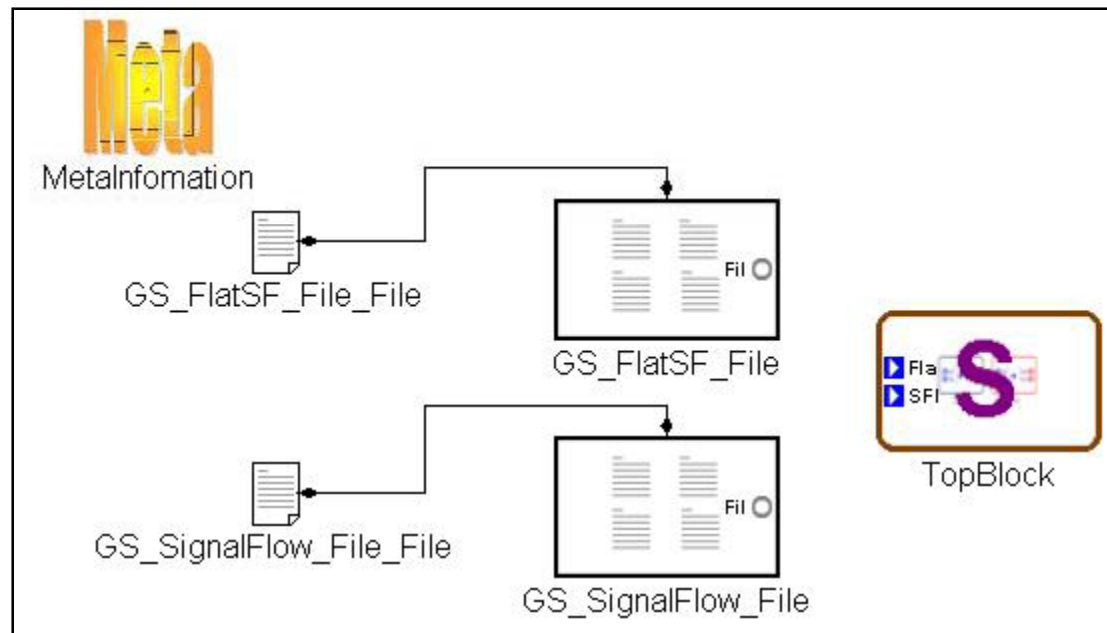 Meta
MetaInfomation
GS_FlatSF_File_File
Fil
GS_FlatSF_File
Fla
SFl
S
TopBlock
GS_SignalFlow_File_File
Fil
GS_SignalFlow_File